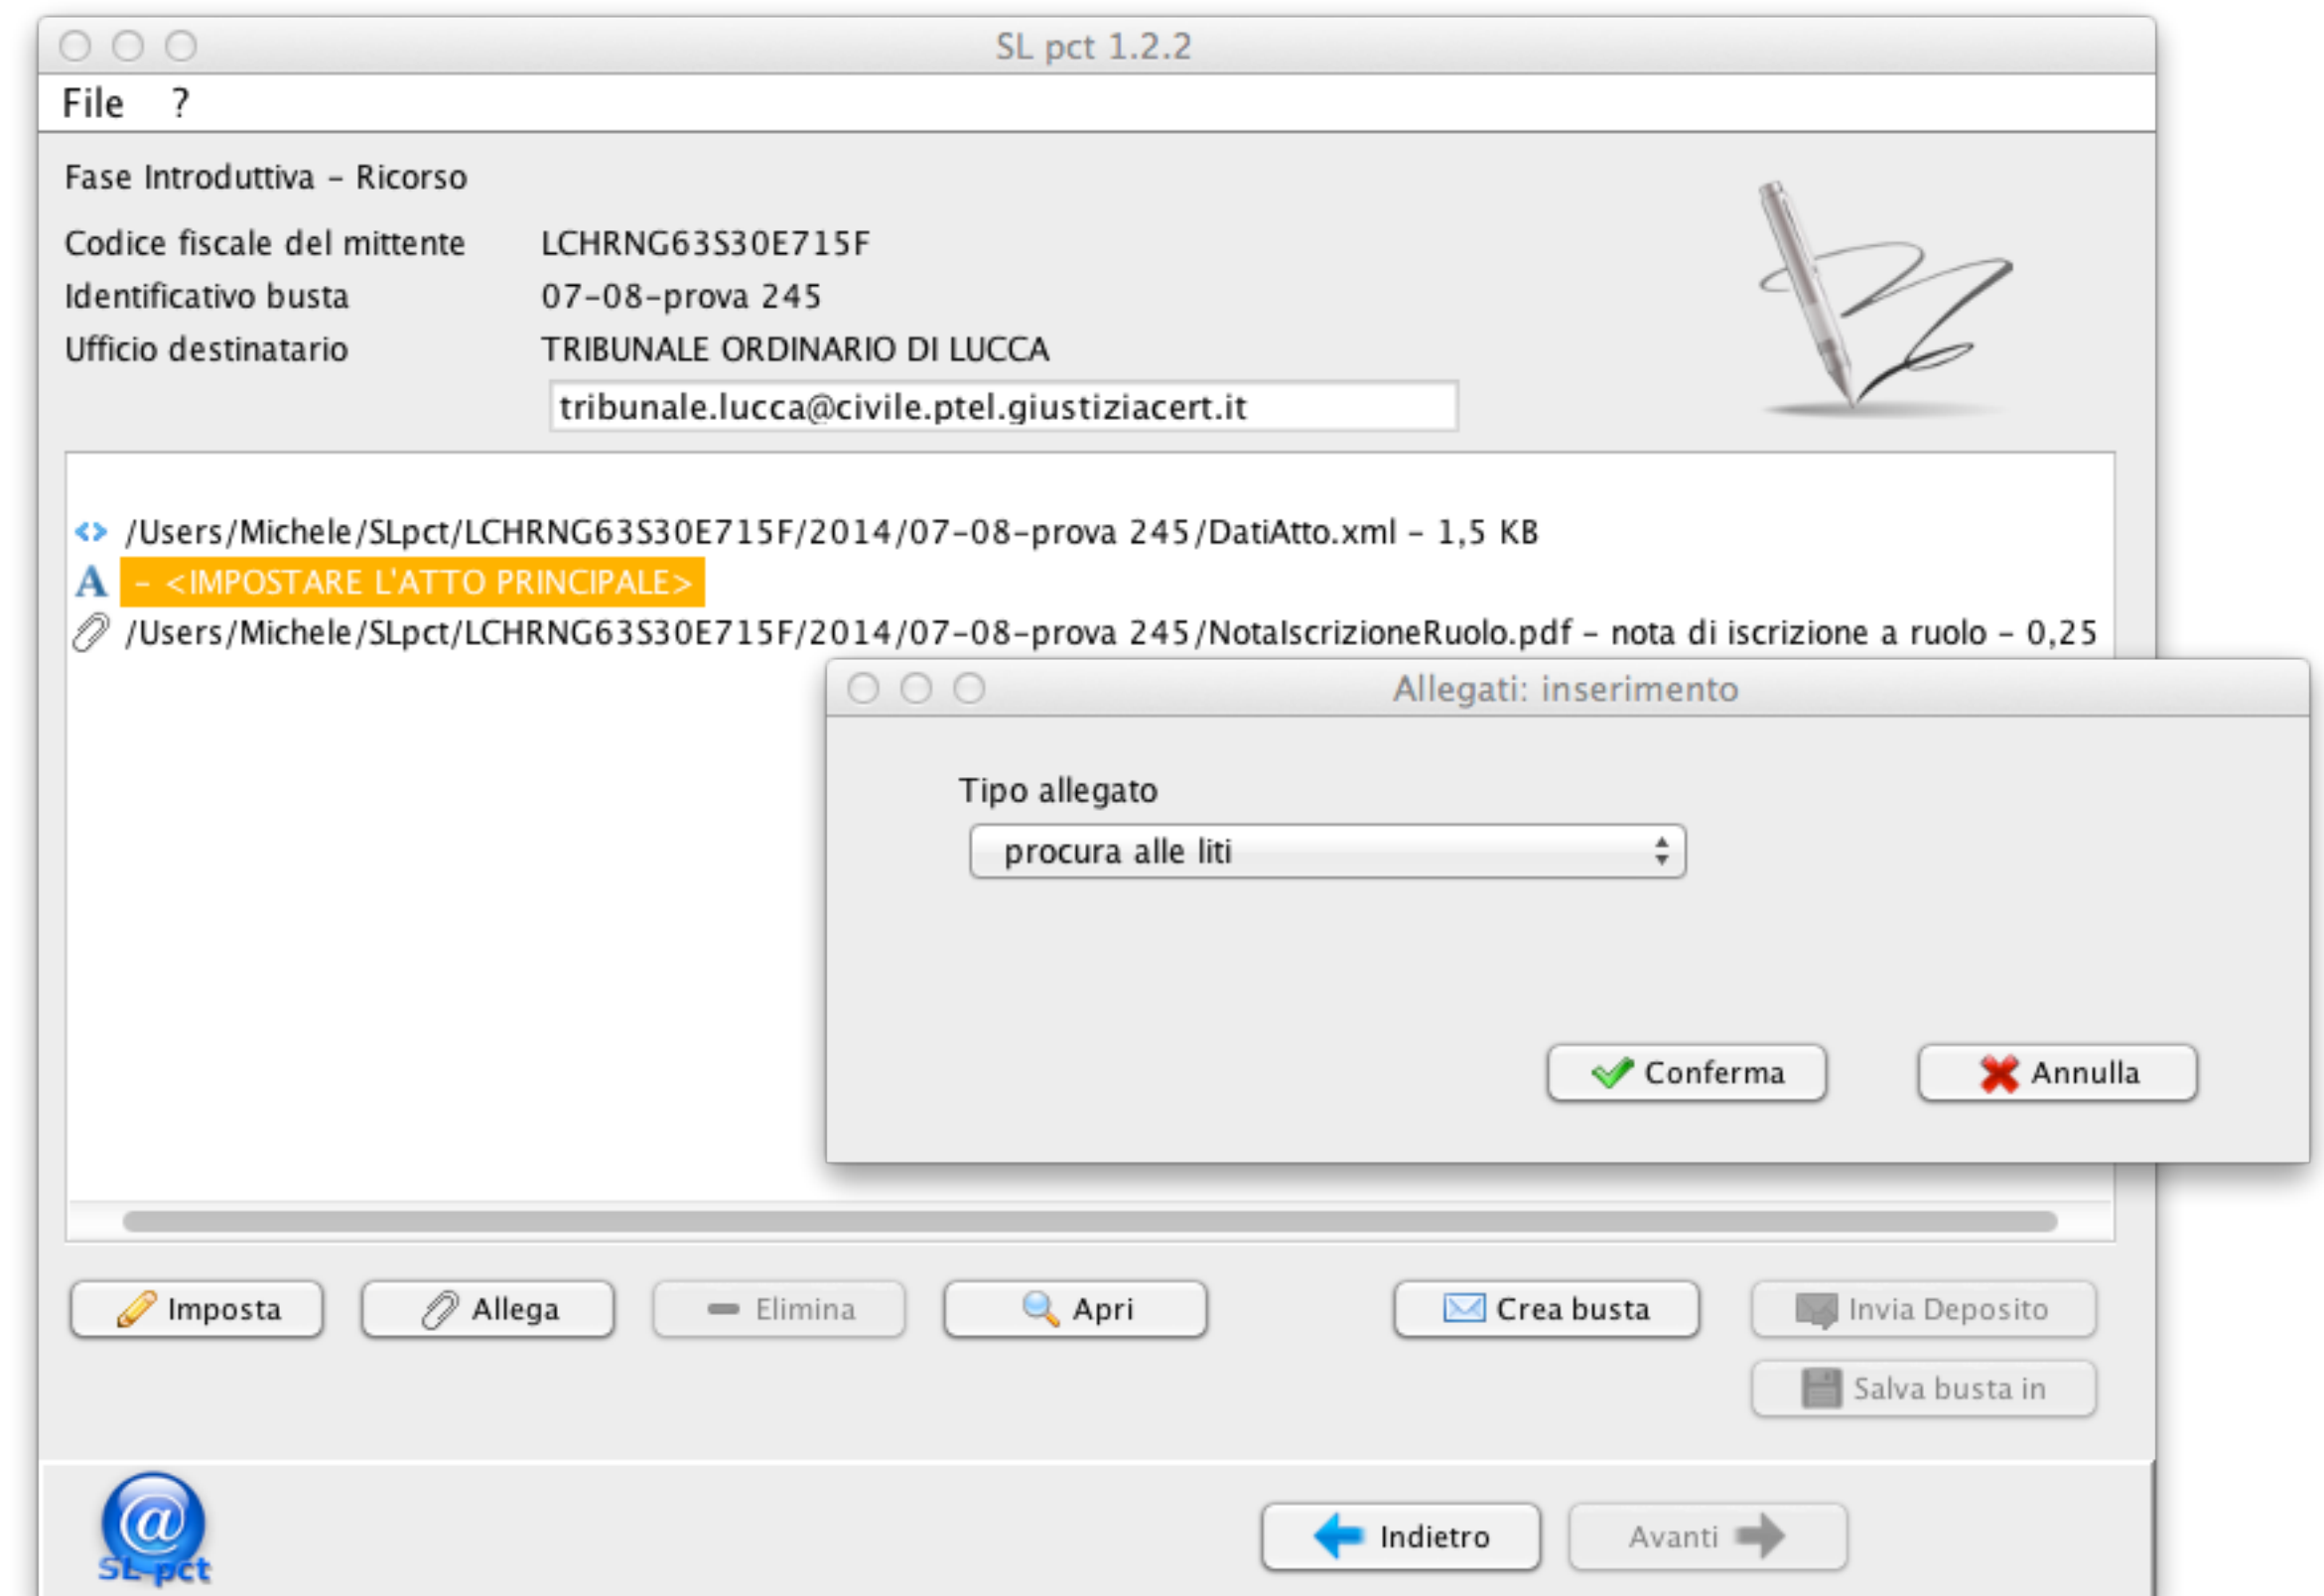 SL pct 1.2.2
File ?
Fase Introduttiva – Ricorso
Codice fiscale del mittente LCHRNG63S30E715F
Identificativo busta 07-08-prova 245
Ufficio destinatario TRIBUNALE ORDINARIO DI LUCCA
tribunale.lucca@civile.ptel.giustiziacert.it
/Users/Michele/SLpct/LCHRNG63S30E715F/2014/07-08-prova 245/DatiAtto.xml – 1,5 KB
A – <IMPOSTARE L'ATTO PRINCIPALE>
/Users/Michele/SLpct/LCHRNG63S30E715F/2014/07-08-prova 245/NotaIscrizioneRuolo.pdf – nota di iscrizione a ruolo – 0,25
Allegati: inserimento
Tipo allegato
procura alle liti
Conferma Annulla
Imposta Allega Elimina Apri Crea busta Invia Deposito
Salva busta in
@
SL pct
Indietro Avanti